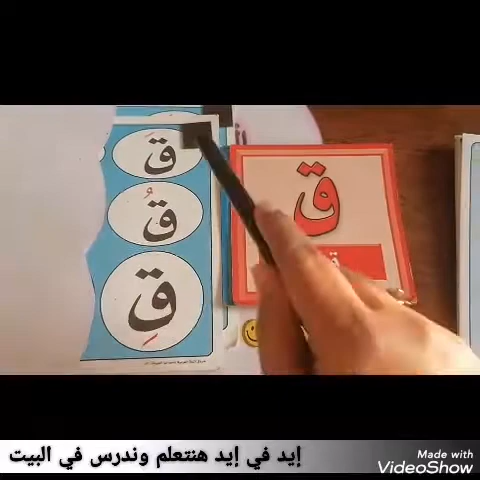 قَ
قُ
قِ
ق
إيد في إيد هنتعلم وندرس في البيت
Made with
VideoShow